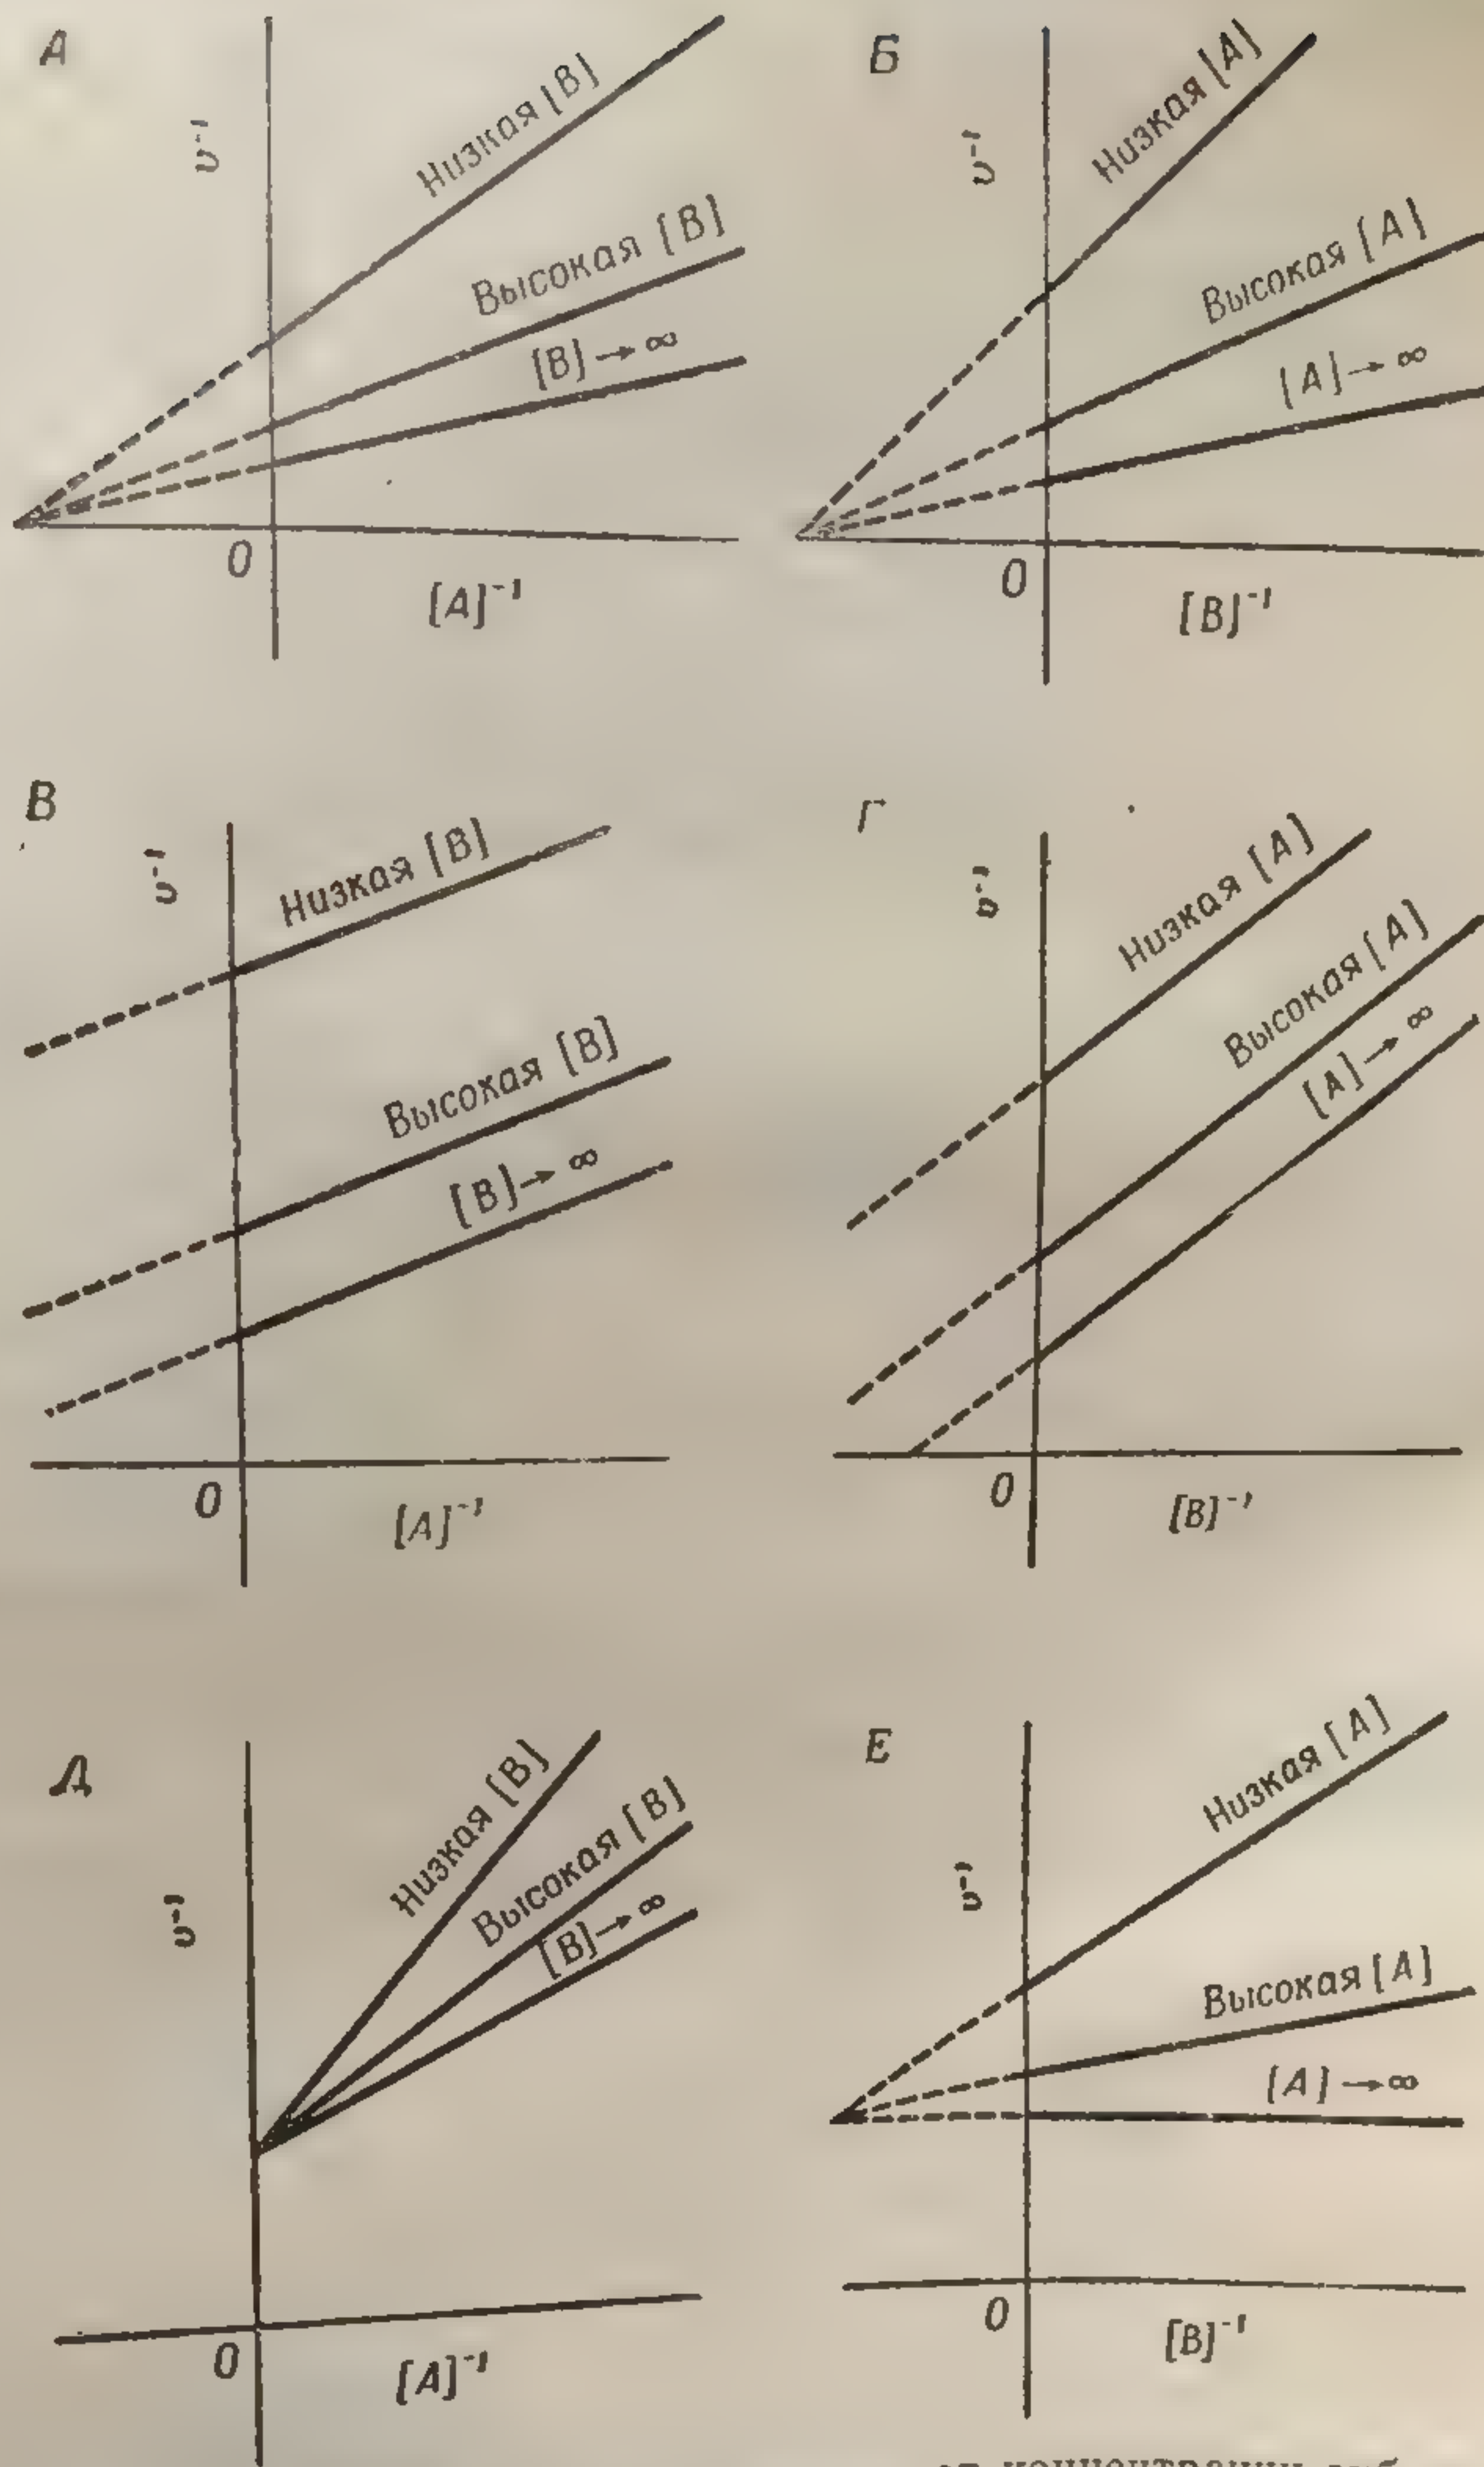 А
υ⁻¹
Низкая [B]
Высокая [B]
[B] → ∞
0
[A]⁻¹
Б
υ⁻¹
Низкая [A]
Высокая [A]
[A] → ∞
0
[B]⁻¹
В
υ⁻¹
Низкая [B]
Высокая [B]
[B] → ∞
0
[A]⁻¹
Г
υ⁻¹
Низкая [A]
Высокая [A]
[A] → ∞
0
[B]⁻¹
Д
υ⁻¹
Низкая [B]
Высокая [B]
[B] → ∞
0
[A]⁻¹
Е
υ⁻¹
Низкая [A]
Высокая [A]
[A] → ∞
0
[B]⁻¹